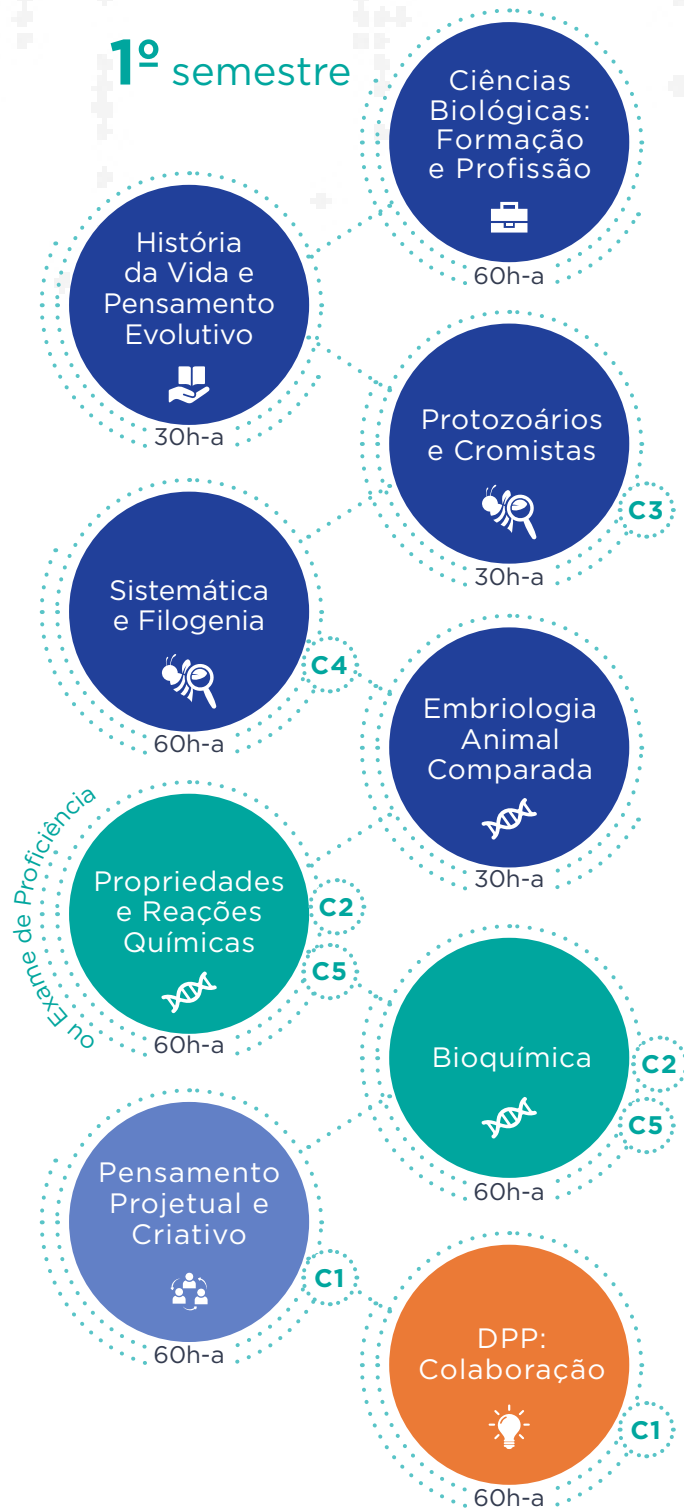 1º semestre
Ciências
Biológicas:
Formação
e Profissão
60h-a
História
da Vida e
Pensamento
Evolutivo
30h-a
Protozoários
e Cromistas
C3
30h-a
Sistemática
e Filogenia
C4
60h-a
Embriologia
Animal
Comparada
30h-a
ou Exame de Proficiência
Propriedades
e Reações
Químicas
C2
C5
60h-a
Bioquímica
C2
C5
60h-a
Pensamento
Projetual e
Criativo
C1
60h-a
DPP:
Colaboração
C1
60h-a